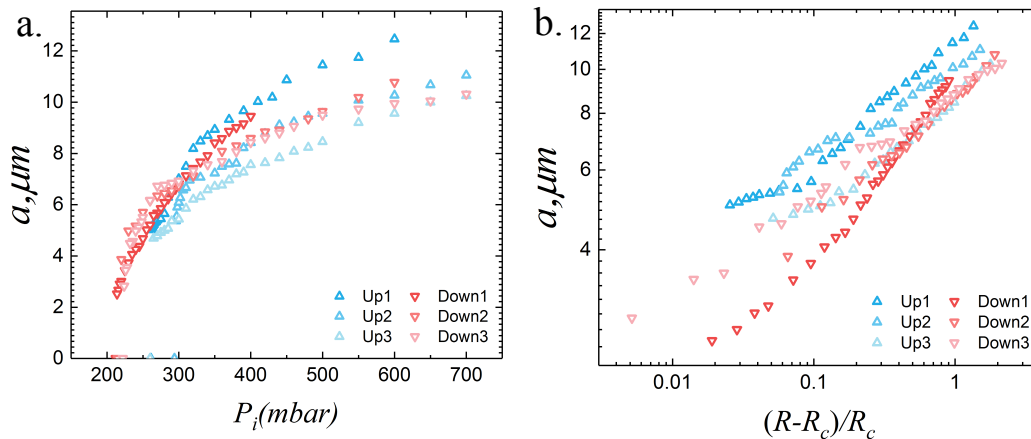 a.
12
10
8
6
4
2
0
a,μm
200 300 400 500 600 700
P_i(mbar)
Up1 Down1
Up2 Down2
Up3 Down3
b.
12
10
8
6
4
a,μm
0.01 0.1 1
(R-R_c)/R_c
Up1 Down1
Up2 Down2
Up3 Down3